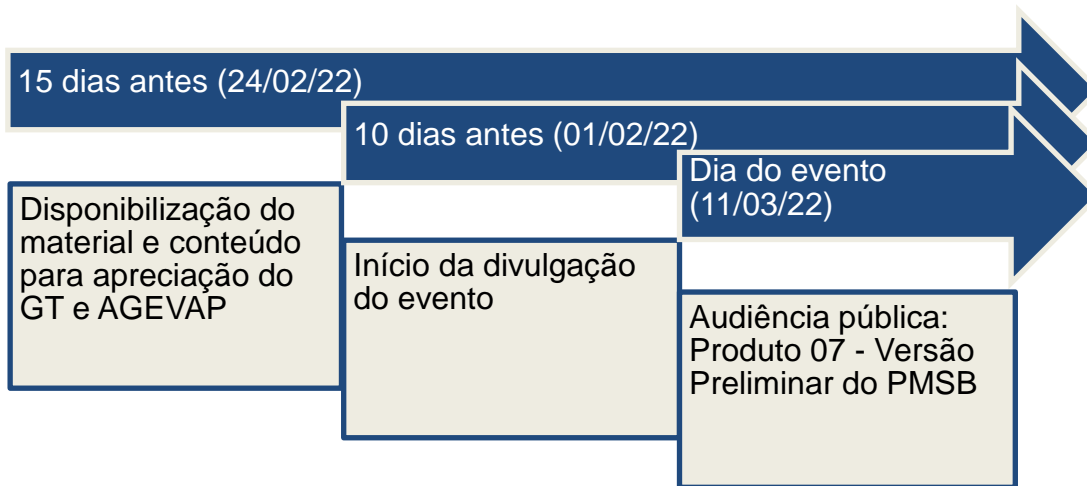 15 dias antes (24/02/22)
10 dias antes (01/02/22)
Dia do evento
(11/03/22)
Disponibilização do
material e conteúdo
para apreciação do
GT e AGEVAP
Início da divulgação
do evento
Audiência pública:
Produto 07 - Versão
Preliminar do PMSB